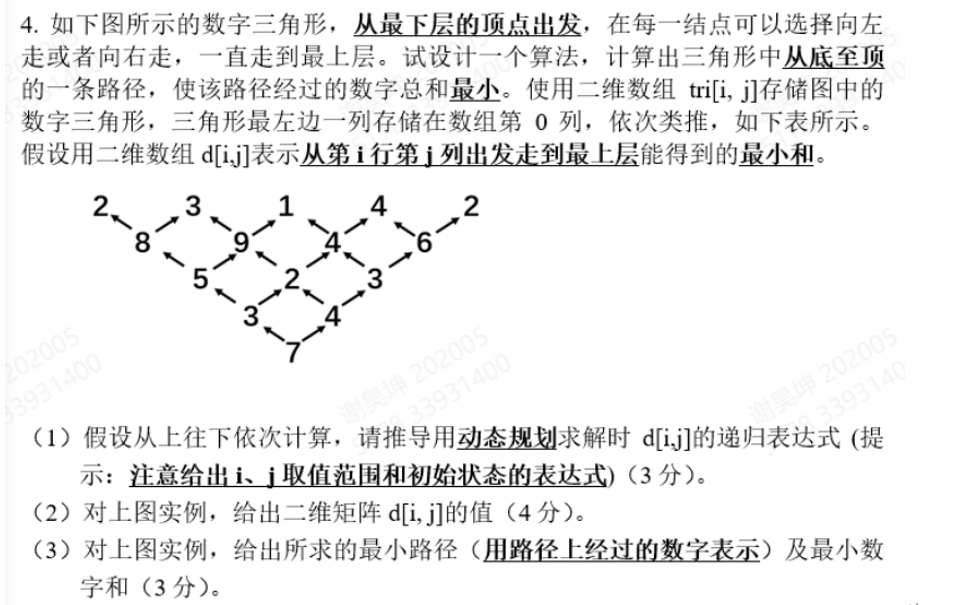 4. 如下图所示的数字三角形，从最下层的顶点出发，在每一结点可以选择向左
走或者向右走，一直走到最上层。试设计一个算法，计算出三角形中从底至顶
的一条路径，使该路径经过的数字总和最小。使用二维数组 tri[i, j]存储图中的
数字三角形，三角形最左边一列存储在数组第 0 列，依次类推，如下表所示。
假设用二维数组 d[i,j]表示从第 i 行第 j 列出发走到最上层能得到的最小和。
2 3 1 4 2
8 9 4 6
5 2 3
3 4
7
（1）假设从上往下依次计算，请推导用动态规划求解时 d[i,j]的递归表达式 (提
示：注意给出 i、j 取值范围和初始状态的表达式)（3 分）。
（2）对上图实例，给出二维矩阵 d[i, j]的值（4 分）。
（3）对上图实例，给出所求的最小路径（用路径上经过的数字表示）及最小数
字和（3 分）。
202005
33931400
谢昊坤 202005
3393140